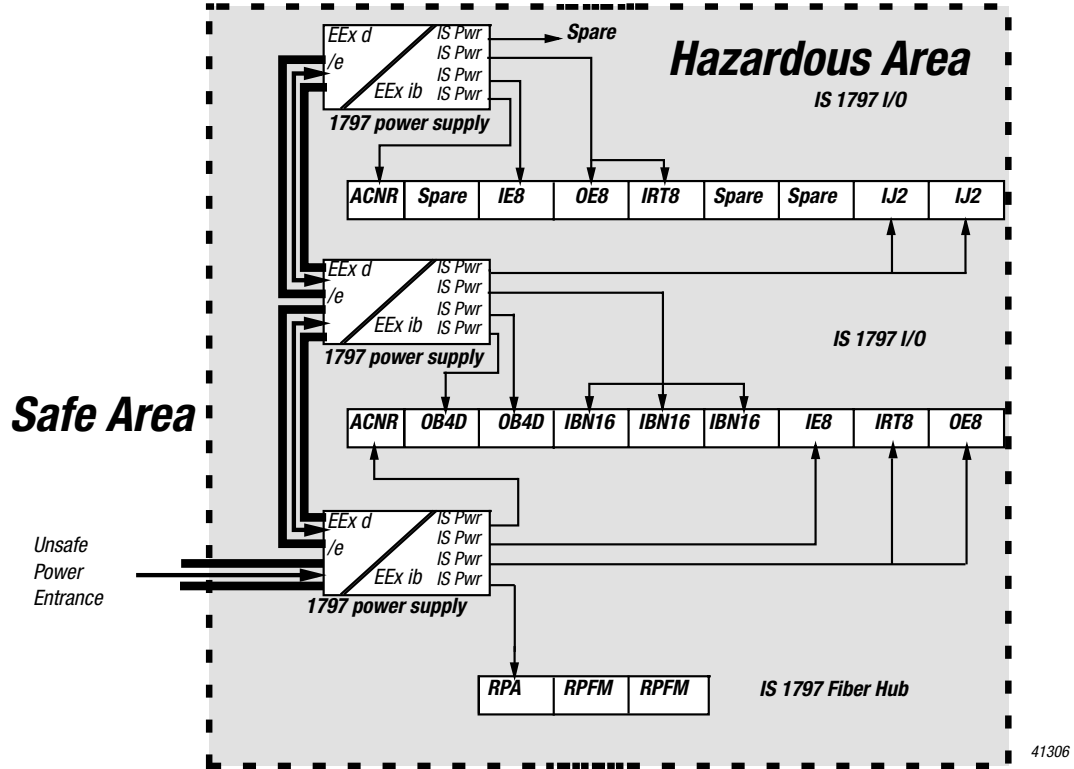 EEx d
/e
EEx ib
IS Pwr
IS Pwr
IS Pwr
IS Pwr
1797 power supply
Spare
Hazardous Area
IS 1797 I/O
ACNR Spare IE8 OE8 IRT8 Spare Spare IJ2 IJ2
EEx d
/e
EEx ib
IS Pwr
IS Pwr
IS Pwr
IS Pwr
1797 power supply
IS 1797 I/O
Safe Area
ACNR OB4D OB4D IBN16 IBN16 IBN16 IE8 IRT8 OE8
EEx d
/e
EEx ib
IS Pwr
IS Pwr
IS Pwr
IS Pwr
1797 power supply
Unsafe
Power
Entrance
RPA RPFM RPFM
IS 1797 Fiber Hub
41306